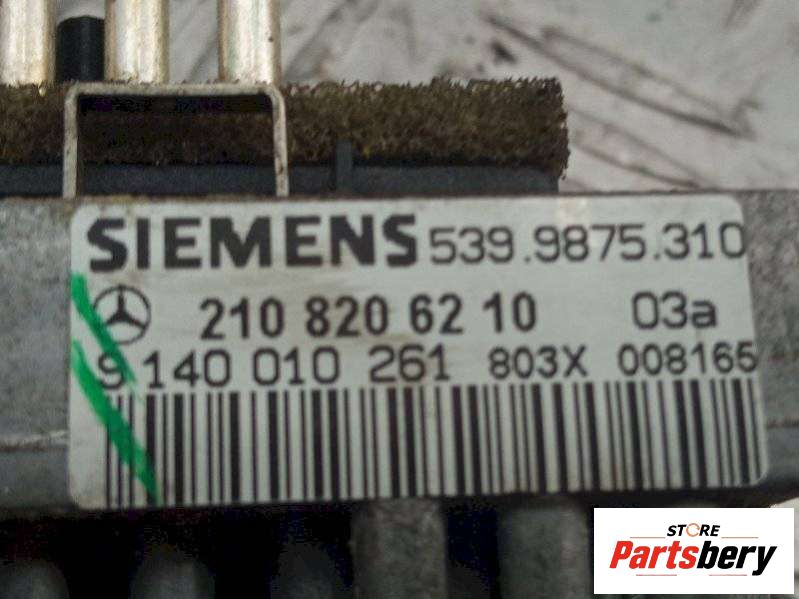 SIEMENS 539.9875.310
210 820 62 10 03a
9 140 010 261 803X 008165
STORE
Partsbery